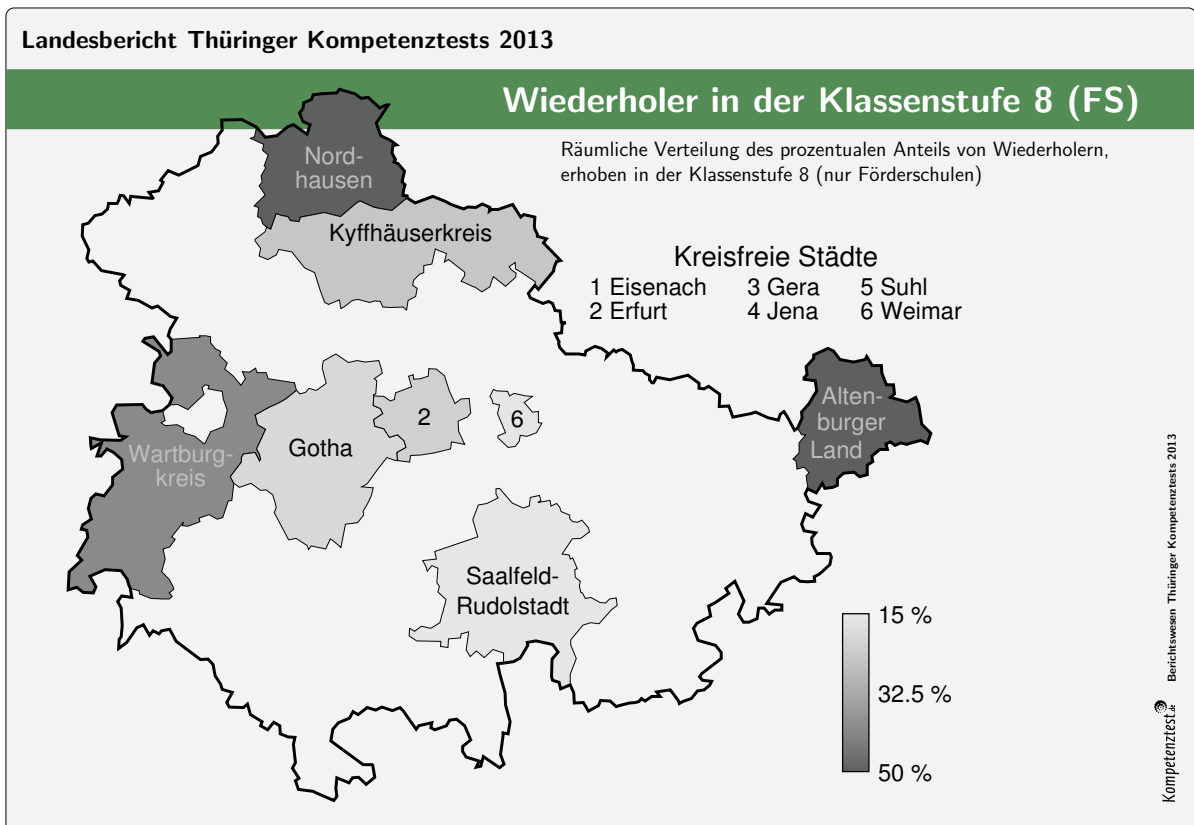 Landesbericht Thüringer Kompetenztests 2013
Wiederholer in der Klassenstufe 8 (FS)
Räumliche Verteilung des prozentualen Anteils von Wiederholern,
erhoben in der Klassenstufe 8 (nur Förderschulen)
Nord-
hausen
Kyffhäuserkreis
Kreisfreie Städte
1 Eisenach 3 Gera 5 Suhl
2 Erfurt 4 Jena 6 Weimar
Alten-
burger
Land
2
6
Gotha
Wartburg-
kreis
Saalfeld-
Rudolstadt
15 %
32.5 %
50 %
Kompetenztest.de Berichtswesen Thüringer Kompetenztests 2013